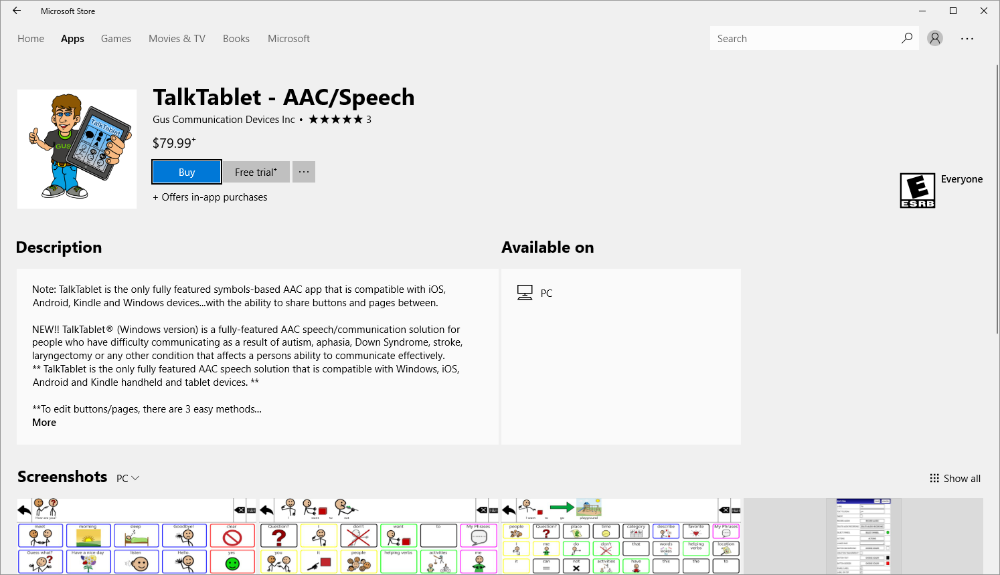 Microsoft Store
Home Apps Games Movies & TV Books Microsoft
Search
TalkTablet
GUS
TalkTablet - AAC/Speech
Gus Communication Devices Inc • ★★★★★ 3
$79.99+
Buy Free trial+ ...
+ Offers in-app purchases
E
ESRB
Everyone
Description
Note: TalkTablet is the only fully featured symbols-based AAC app that is compatible with iOS,
Android, Kindle and Windows devices...with the ability to share buttons and pages between.
NEW!! TalkTablet® (Windows version) is a fully-featured AAC speech/communication solution for
people who have difficulty communicating as a result of autism, aphasia, Down Syndrome, stroke,
laryngectomy or any other condition that affects a persons ability to communicate effectively.
** TalkTablet is the only fully featured AAC speech solution that is compatible with Windows, iOS,
Android and Kindle handheld and tablet devices. **
**To edit buttons/pages, there are 3 easy methods...
More
Available on
PC
Screenshots PC
Show all
How are you?
meet morning sleep Goodbye! clear
Guess what? Have a nice day listen Hello. yes
I want to eat
Question? I don't want to My Phrases
you it people helping verbs activities me
I want to go playground
people Question? place time category describe favorite My Phrases
I me do don't that words helping verbs location
it can not activities have this the to